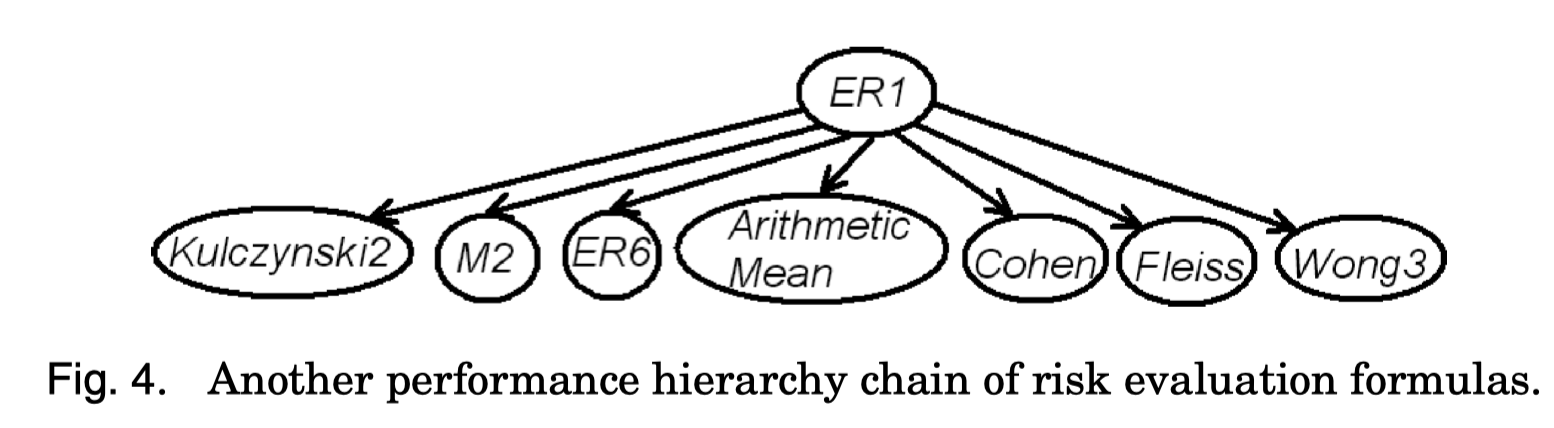 ER1
Kulczynski2
M2
ER6
Arithmetic
Mean
Cohen
Fleiss
Wong3
Fig. 4. Another performance hierarchy chain of risk evaluation formulas.